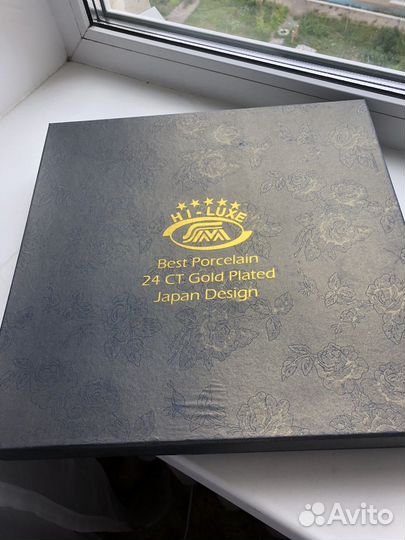 HI-LUXE
Best Porcelain
24 CT Gold Plated
Japan Design
Avito